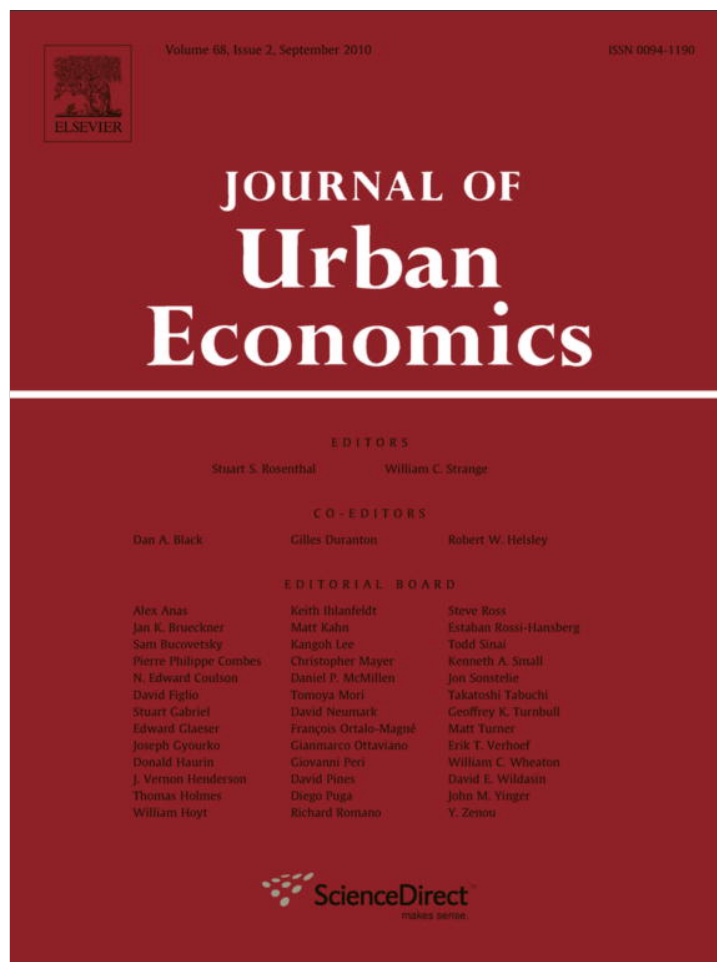 Volume 68, Issue 2, September 2010 ISSN 0094-1190
ELSEVIER
JOURNAL OF
Urban
Economics
EDITORS
Stuart S. Rosenthal William C. Strange
CO-EDITORS
Dan A. Black Gilles Duranton Robert W. Helsley
EDITORIAL BOARD
Alex Anas Keith Ihlanfeldt Steve Ross
Jan K. Brueckner Matt Kahn Estaban Rossi-Hansberg
Sam Bucovetsky Kangoh Lee Todd Sinai
Pierre Philippe Combes Christopher Mayer Kenneth A. Small
N. Edward Coulson Daniel P. McMillen Jon Sonstelie
David Figlio Tomoya Mori Takatoshi Tabuchi
Stuart Gabriel David Neumark Geoffrey K. Turnbull
Edward Glaeser François Ortalo-Magné Matt Turner
Joseph Gyourko Gianmarco Ottaviano Erik T. Verhoef
Donald Haurin Giovanni Peri William C. Wheaton
J. Vernon Henderson David Pines David E. Wildasin
Thomas Holmes Diego Puga John M. Yinger
William Hoyt Richard Romano Y. Zenou
ScienceDirect
makes sense.